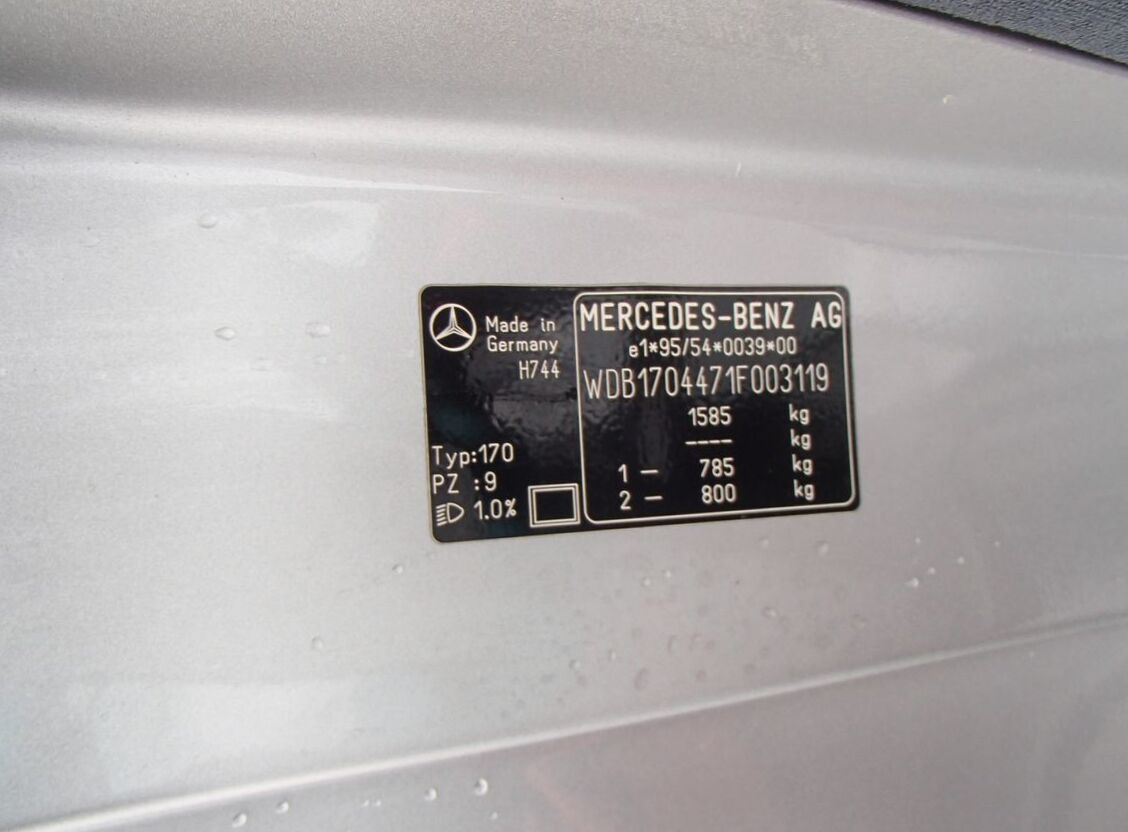 Made in
Germany
H744
Typ:170
PZ :9
1.0%
MERCEDES-BENZ AG
e1*95/54*0039*00
WDB1704471F003119
1585 kg
---- kg
1 – 785 kg
2 – 800 kg